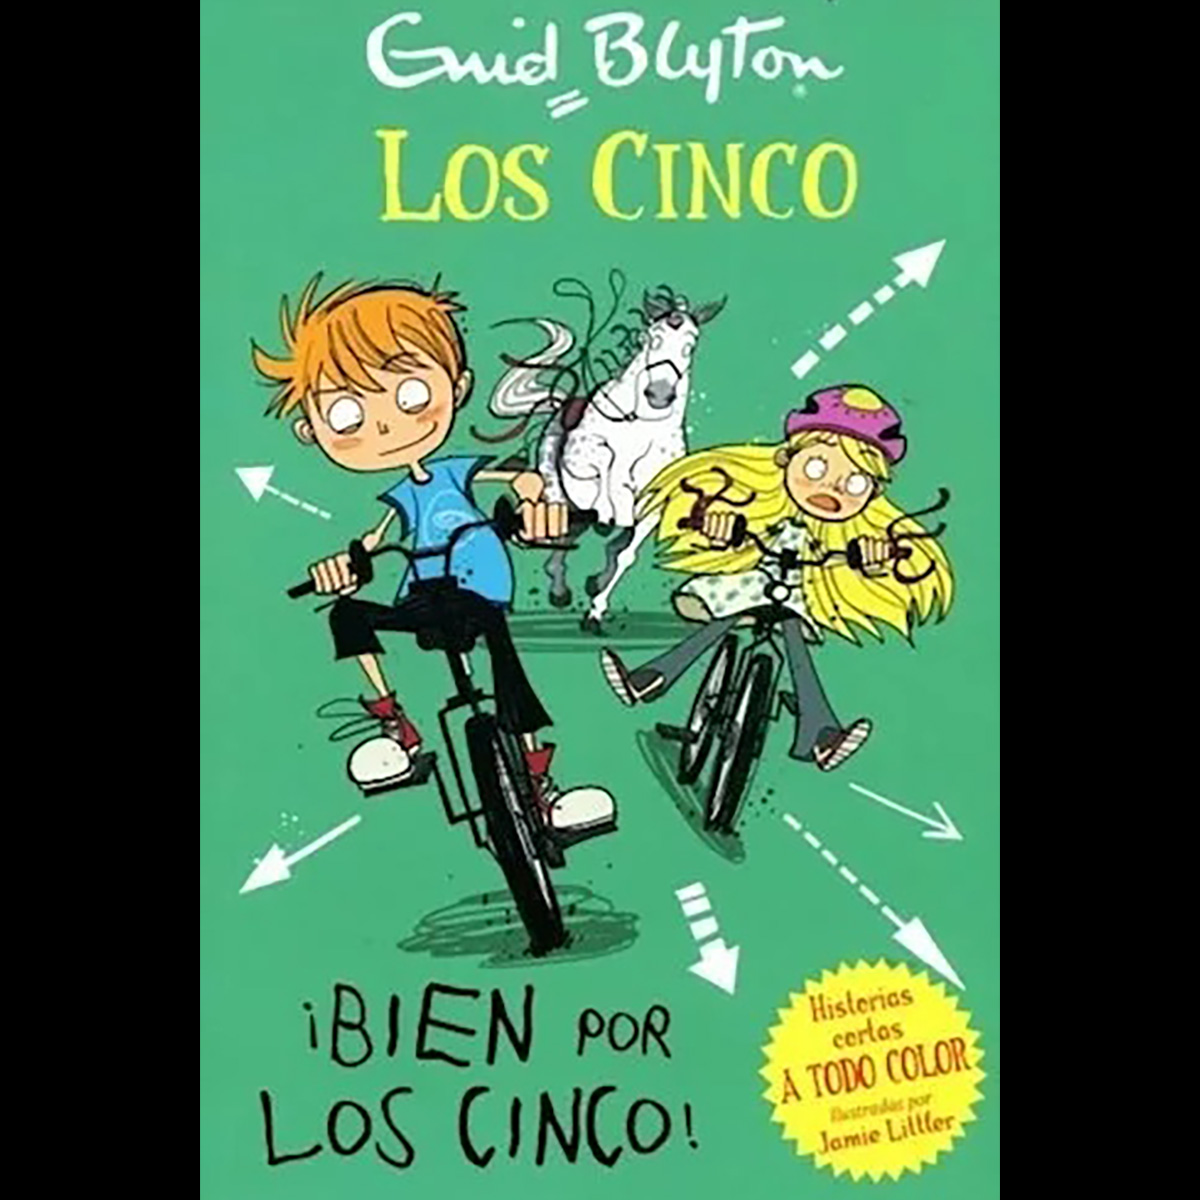 Enid Blyton
LOS CINCO
¡BIEN POR
LOS CINCO!
Historias
cortas
A TODO COLOR
Ilustradas por
Jamie Littler